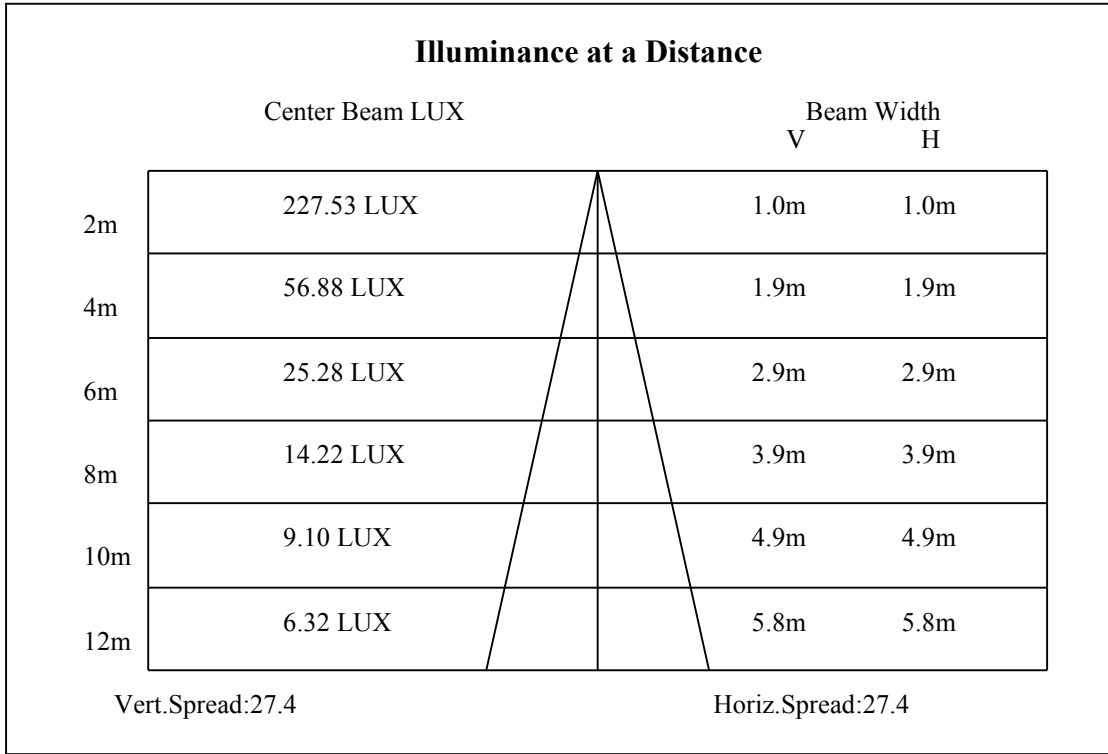 Illuminance at a Distance
Center Beam LUX Beam Width
V H
2m 227.53 LUX 1.0m 1.0m
4m 56.88 LUX 1.9m 1.9m
6m 25.28 LUX 2.9m 2.9m
8m 14.22 LUX 3.9m 3.9m
10m 9.10 LUX 4.9m 4.9m
12m 6.32 LUX 5.8m 5.8m
Vert.Spread:27.4 Horiz.Spread:27.4